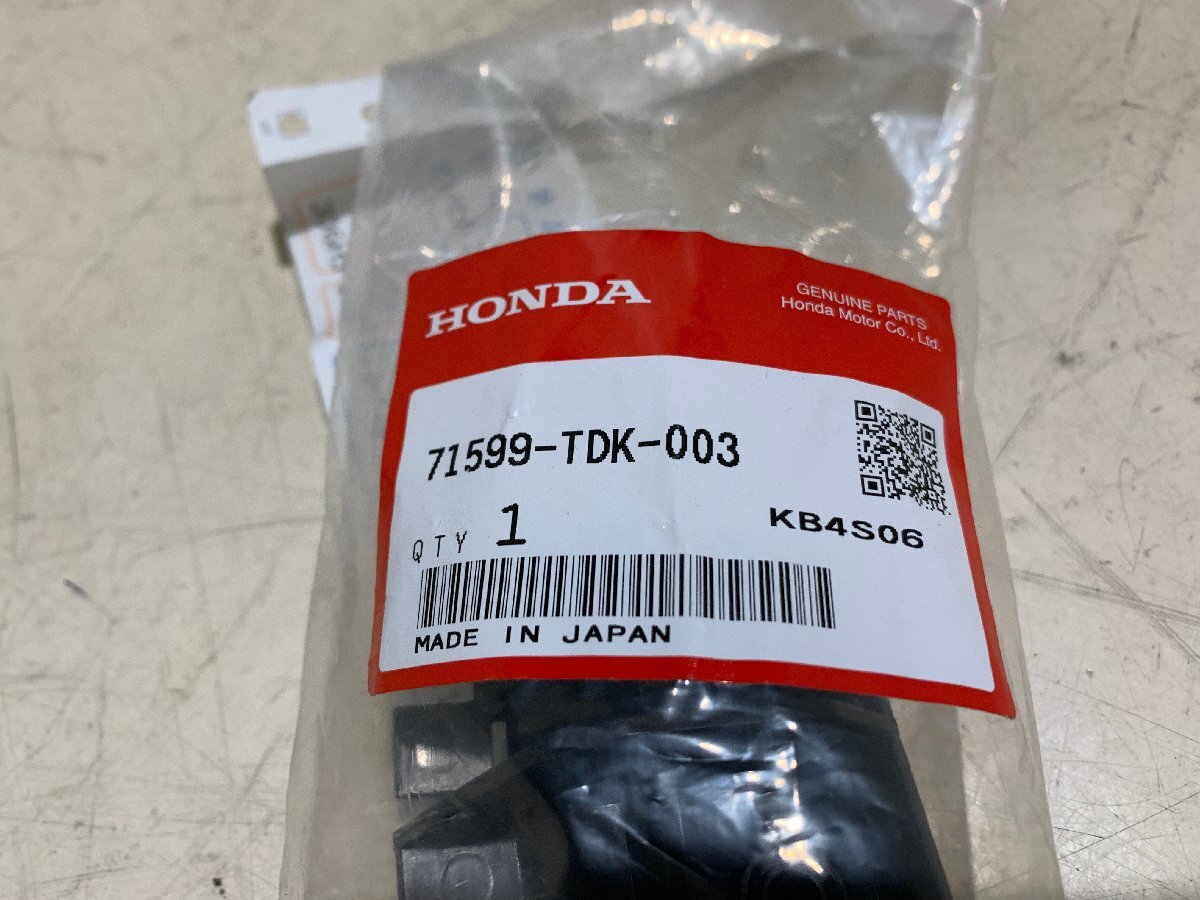 HONDA
GENUINE PARTS
Honda Motor Co., Ltd.
71599-TDK-003
QTY 1
KB4S06
MADE IN JAPAN